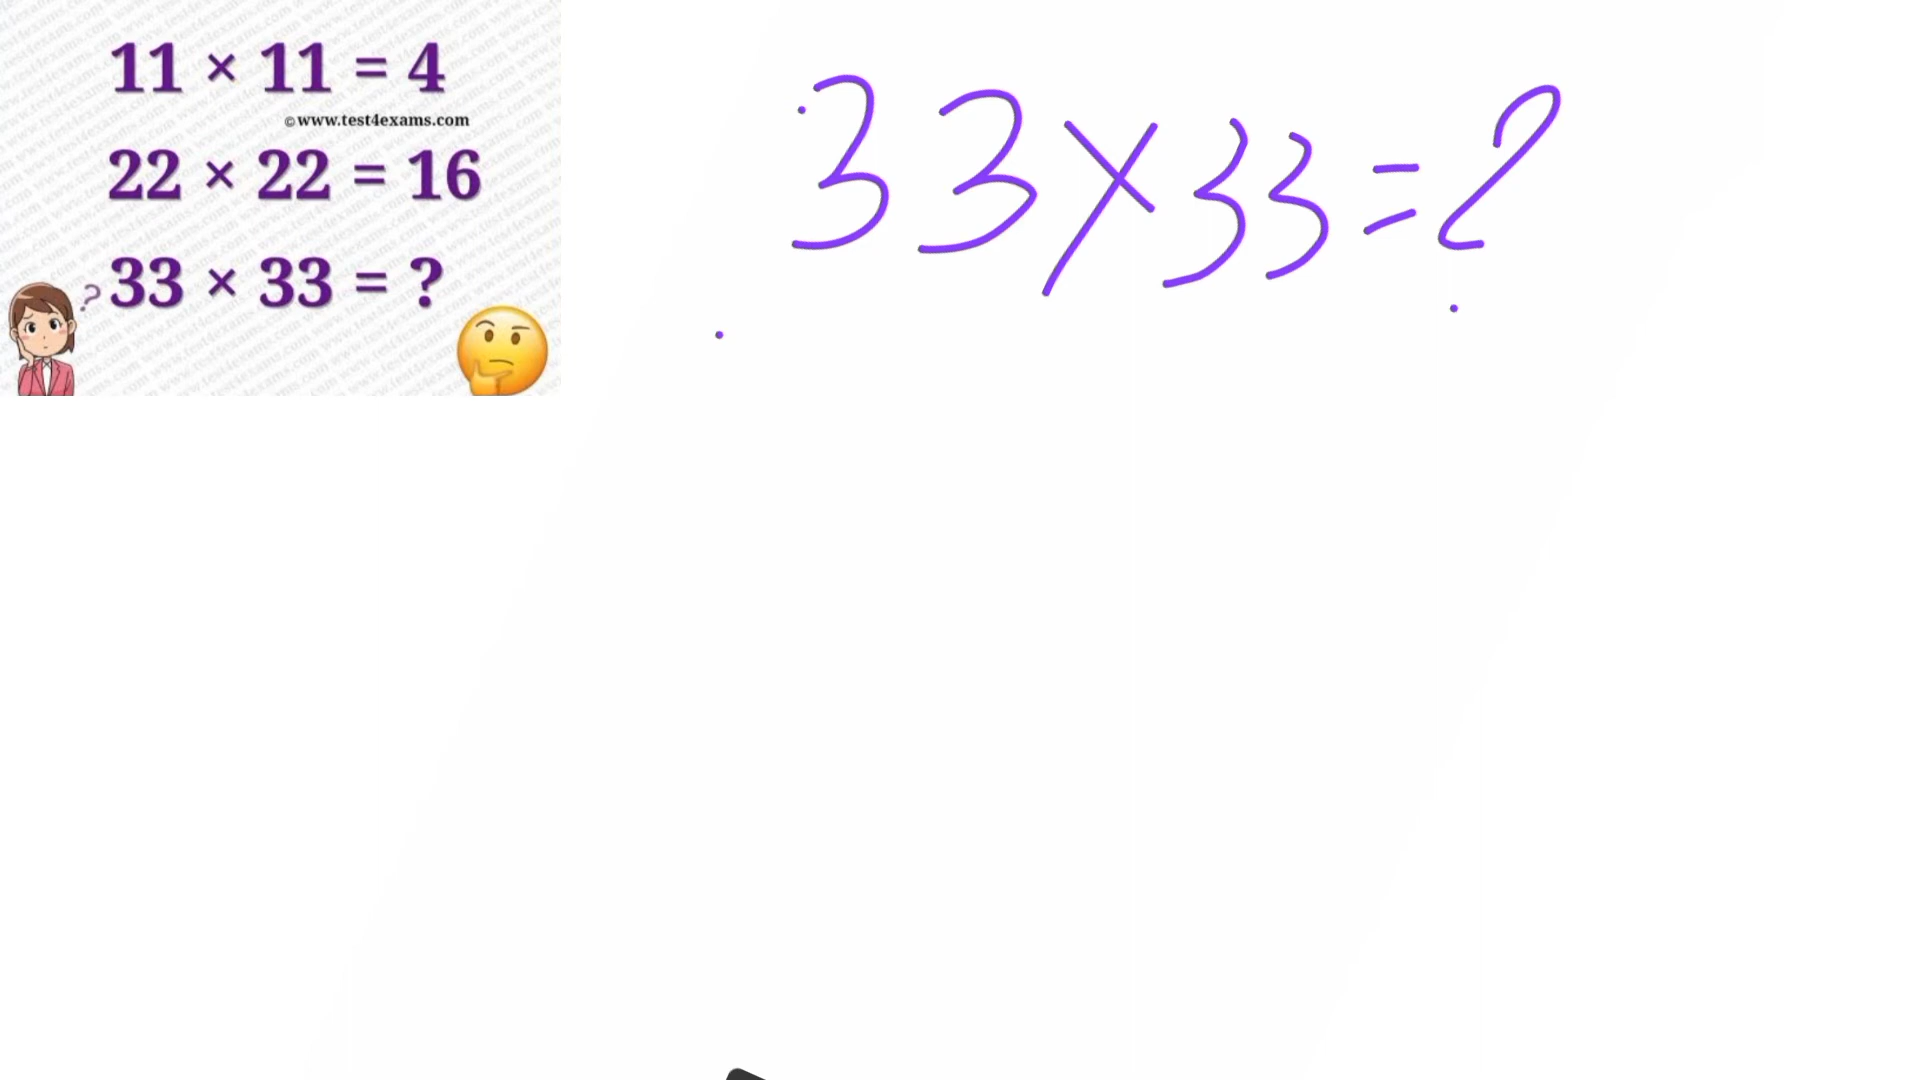 11 × 11 = 4
©www.test4exams.com
22 × 22 = 16
33 × 33 = ?
?
33×33=?